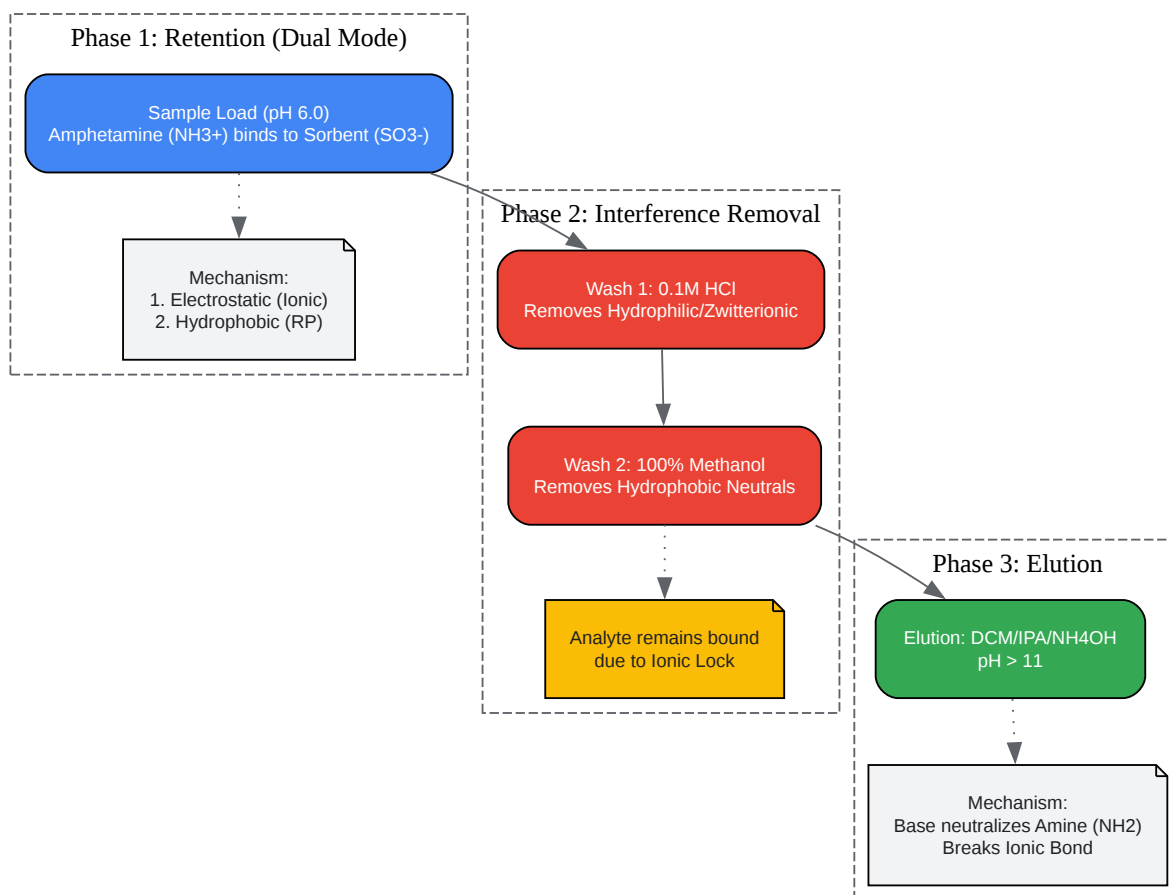 Phase 1: Retention (Dual Mode)
Sample Load (pH 6.0)
Amphetamine (NH3+) binds to Sorbent (SO3-)
Mechanism:
1. Electrostatic (Ionic)
2. Hydrophobic (RP)
Phase 2: Interference Removal
Wash 1: 0.1M HCl
Removes Hydrophilic/Zwitterionic
Wash 2: 100% Methanol
Removes Hydrophobic Neutrals
Analyte remains bound
due to Ionic Lock
Phase 3: Elution
Elution: DCM/IPA/NH4OH
pH > 11
Mechanism:
Base neutralizes Amine (NH2)
Breaks Ionic Bond